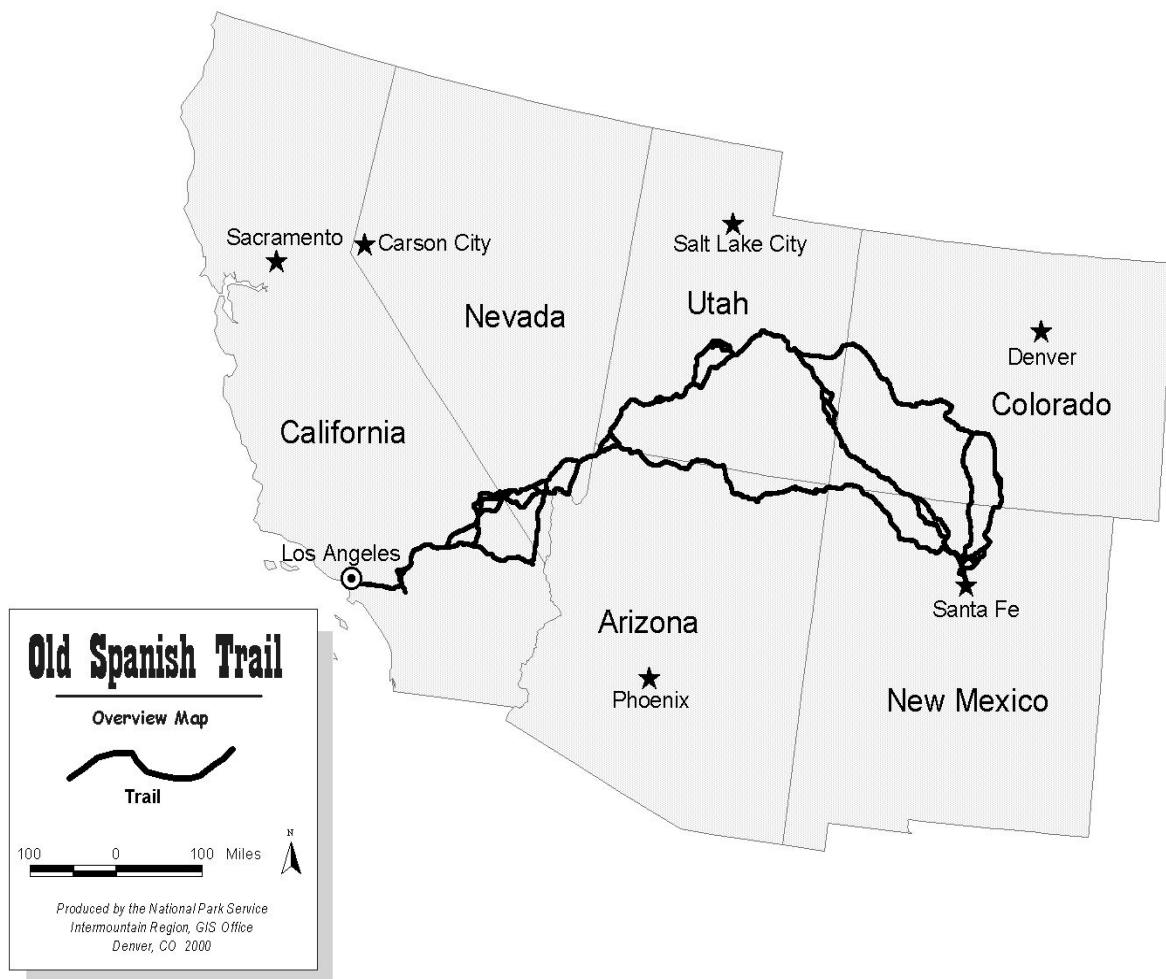 Sacramento
Carson City
Salt Lake City
Nevada
Utah
Denver
Colorado
California
Los Angeles
Santa Fe
Arizona
Phoenix
New Mexico
Old Spanish Trail
Overview Map
Trail
N
100 0 100 Miles
Produced by the National Park Service
Intermountain Region, GIS Office
Denver, CO 2000